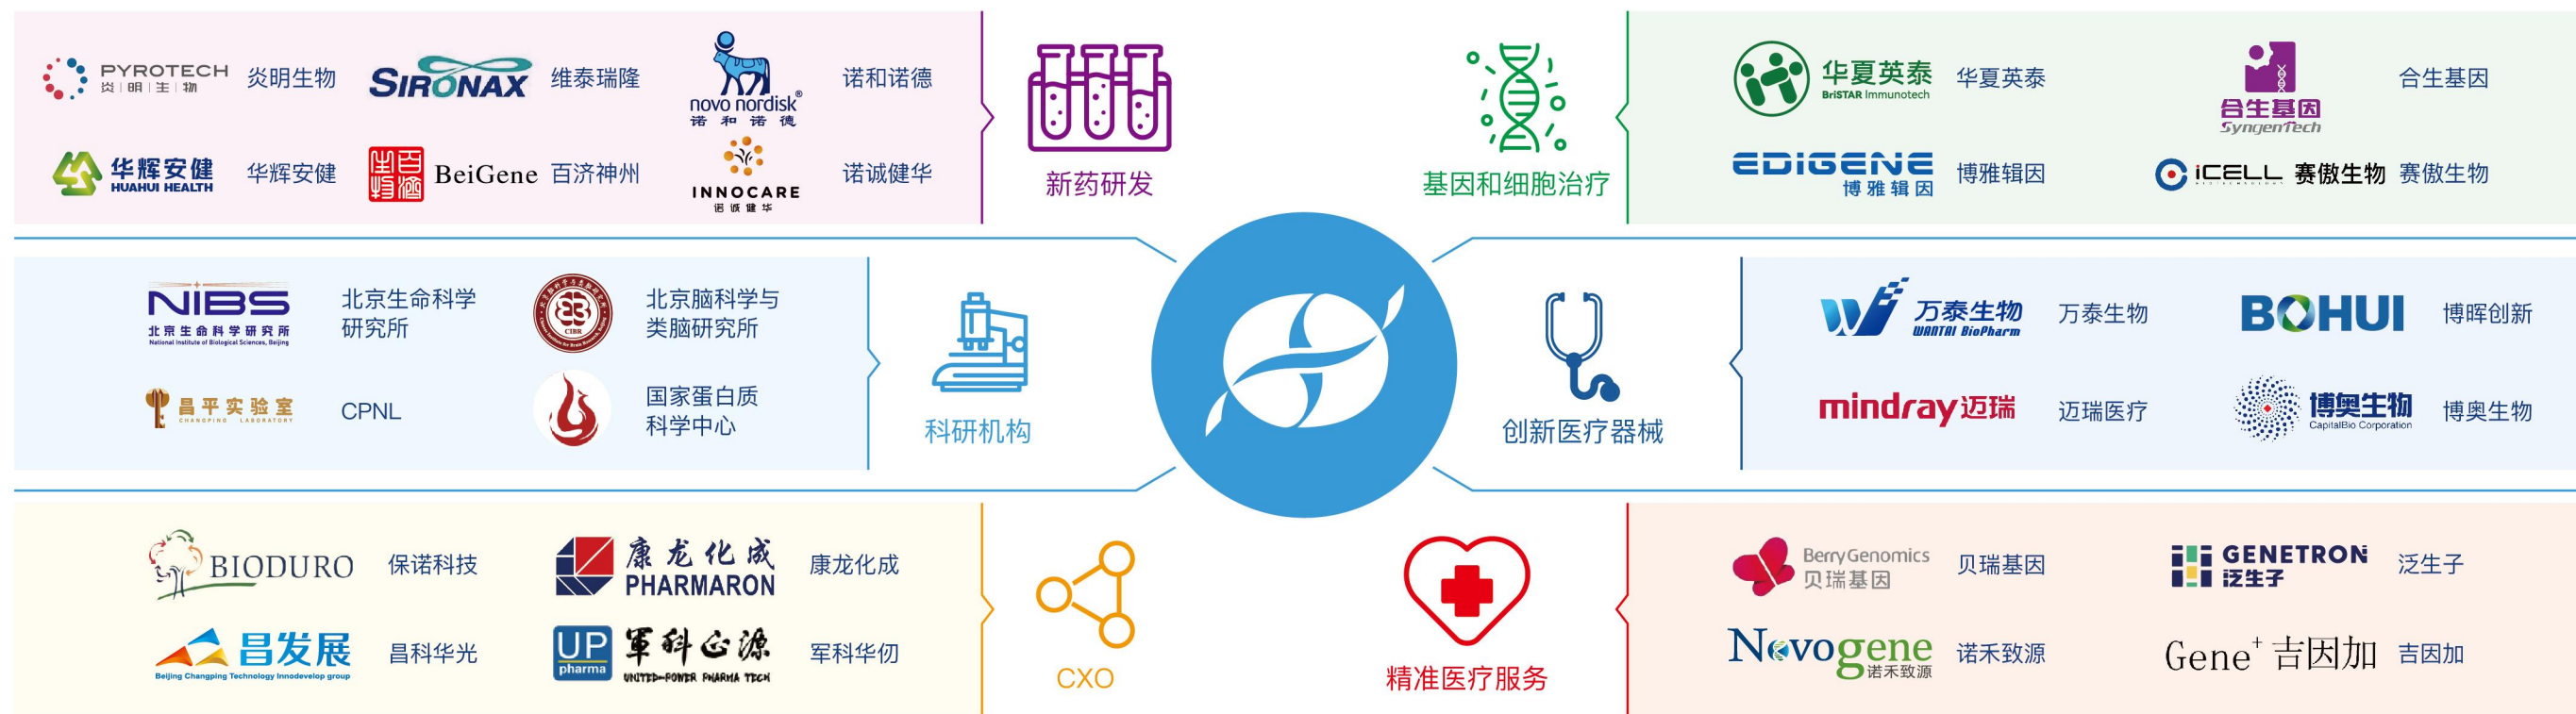 PYROTECH
炎|明|生|物
炎明生物
SIRONAX
维泰瑞隆
novo nordisk®
诺和诺德
诺和诺德
华辉安健
HUAHUI HEALTH
华辉安健
百济生物
BeiGene
百济神州
INNOCARE
诺诚健华
诺诚健华
新药研发
基因和细胞治疗
华夏英泰
BriSTAR Immunotech
华夏英泰
合生基因
SyngenTech
合生基因
EDIGENE
博雅辑因
博雅辑因
iCELL 赛傲生物
赛傲生物
NIBS
北京生命科学研究所
National Institute of Biological Sciences, Beijing
北京生命科学
研究所
CIBR
北京脑科学与
类脑研究所
昌平实验室
CHANGPING LABORATORY
CPNL
国家蛋白质
科学中心
科研机构
创新医疗器械
万泰生物
WANTAI BioPharm
万泰生物
BOHUI
博晖创新
mindray迈瑞
迈瑞医疗
博奥生物
CapitalBio Corporation
博奥生物
BIODURO
保诺科技
康龙化成
PHARMARON
康龙化成
昌发展
Beijing Changping Technology Innodevelop group
昌科华光
UP
pharma
軍科正源
UNITED-POWER PHARMA TECH
军科华仞
CXO
精准医疗服务
BerryGenomics
贝瑞基因
贝瑞基因
GENETRON
泛生子
泛生子
Novogene
诺禾致源
诺禾致源
Gene+ 吉因加
吉因加